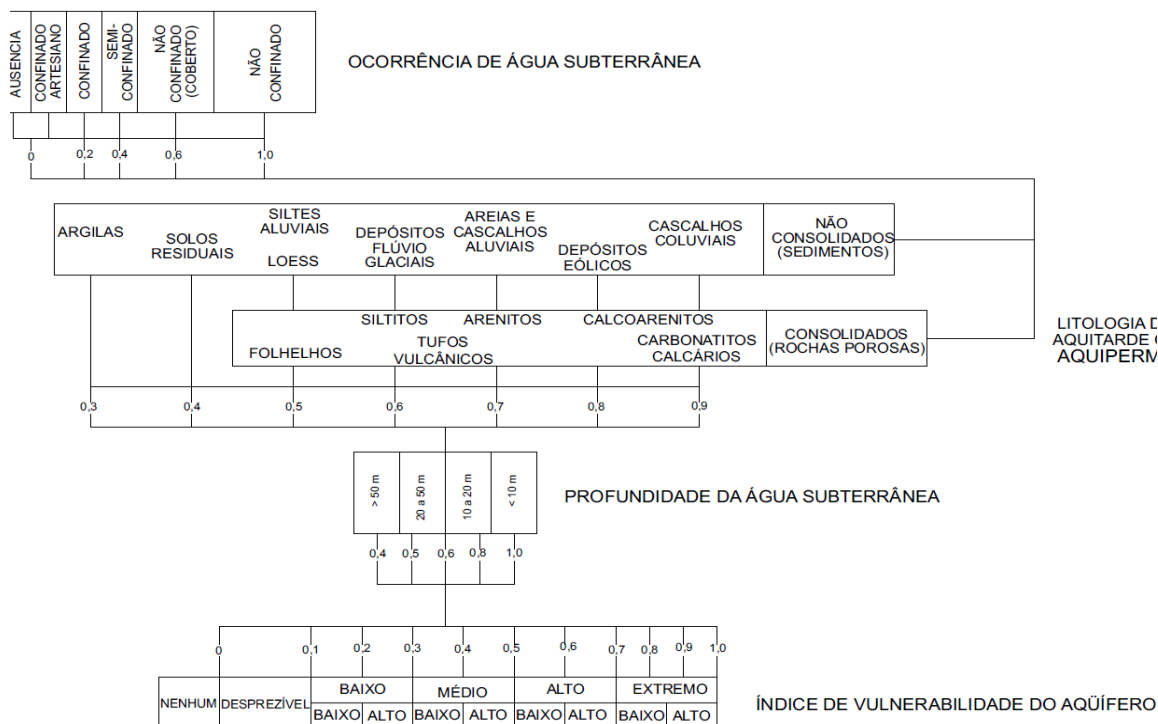 AUSENCIA
CONFINADO
ARTESIANO
CONFINADO
SEMI-
CONFINADO
NÃO
CONFINADO
(COBERTO)
NÃO
CONFINADO
OCORRÊNCIA DE ÁGUA SUBTERRÂNEA
0
0,2
0,4
0,6
1,0
ARGILAS
SOLOS
RESIDUAIS
SILTES
ALUVIAIS
LOESS
DEPÓSITOS
FLÚVIO
GLACIAIS
AREIAS E
CASCALHOS
ALUVIAIS
DEPÓSITOS
EÓLICOS
CASCALHOS
COLUVIAIS
NÃO
CONSOLIDADOS
(SEDIMENTOS)
FOLHELHOS
SILTITOS
TUFOS
VULCÂNICOS
ARENITOS
CALCOARENITOS
CARBONATITOS
CALCÁRIOS
CONSOLIDADOS
(ROCHAS POROSAS)
LITOLOGIA D
AQUITARDE
AQUIPERM
0,3
0,4
0,5
0,6
0,7
0,8
0,9
> 50 m
20 a 50 m
10 a 20 m
< 10 m
PROFUNDIDADE DA ÁGUA SUBTERRÂNEA
0,4
0,5
0,6
0,8
1,0
0
0,1
0,2
0,3
0,4
0,5
0,6
0,7
0,8
0,9
1,0
NENHUM
DESPREZÍVEL
BAIXO
MÉDIO
ALTO
EXTREMO
BAIXO
ALTO
BAIXO
ALTO
BAIXO
ALTO
BAIXO
ALTO
ÍNDICE DE VULNERABILIDADE DO AQÜÍFERO